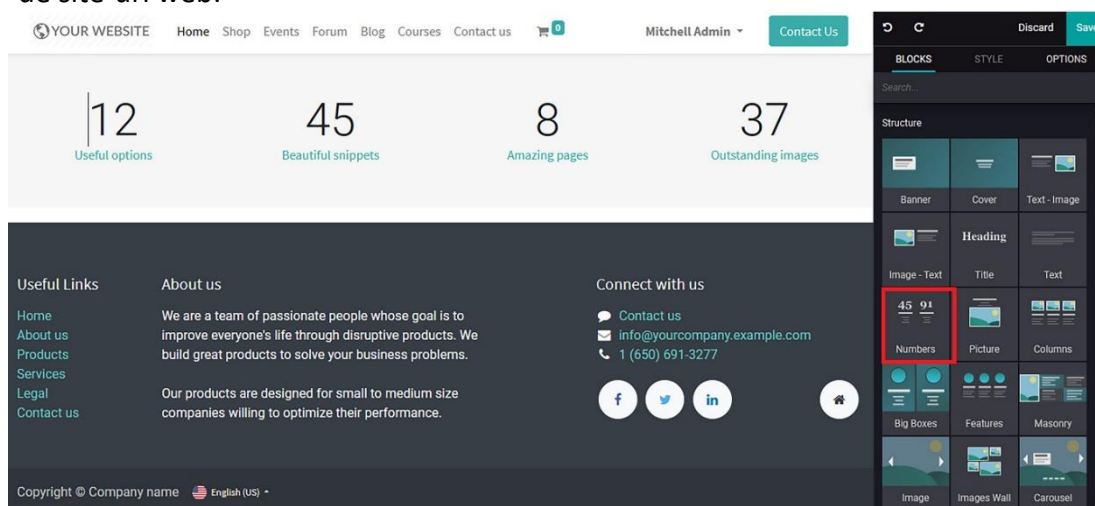 de site-uri web.
YOUR WEBSITE Home Shop Events Forum Blog Courses Contact us 0 Mitchell Admin Contact Us
Discard Save
BLOCKS STYLE OPTIONS
Search...
Structure
12 45 8 37
Useful options Beautiful snippets Amazing pages Outstanding images
Banner Cover Text - Image
Heading
Image - Text Title Text
45 91
Numbers Picture Columns
Big Boxes Features Masonry
Image Images Wall Carousel
Useful Links
Home
About us
Products
Services
Legal
Contact us
About us
We are a team of passionate people whose goal is to
improve everyone's life through disruptive products. We
build great products to solve your business problems.
Our products are designed for small to medium size
companies willing to optimize their performance.
Connect with us
Contact us
info@yourcompany.example.com
1 (650) 691-3277
f in
Copyright © Company name English (US)